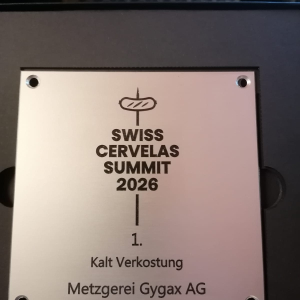 SWISS
CERVELAS
SUMMIT
2026
1.
Kalt Verkostung
Metzgerei Gygax AG